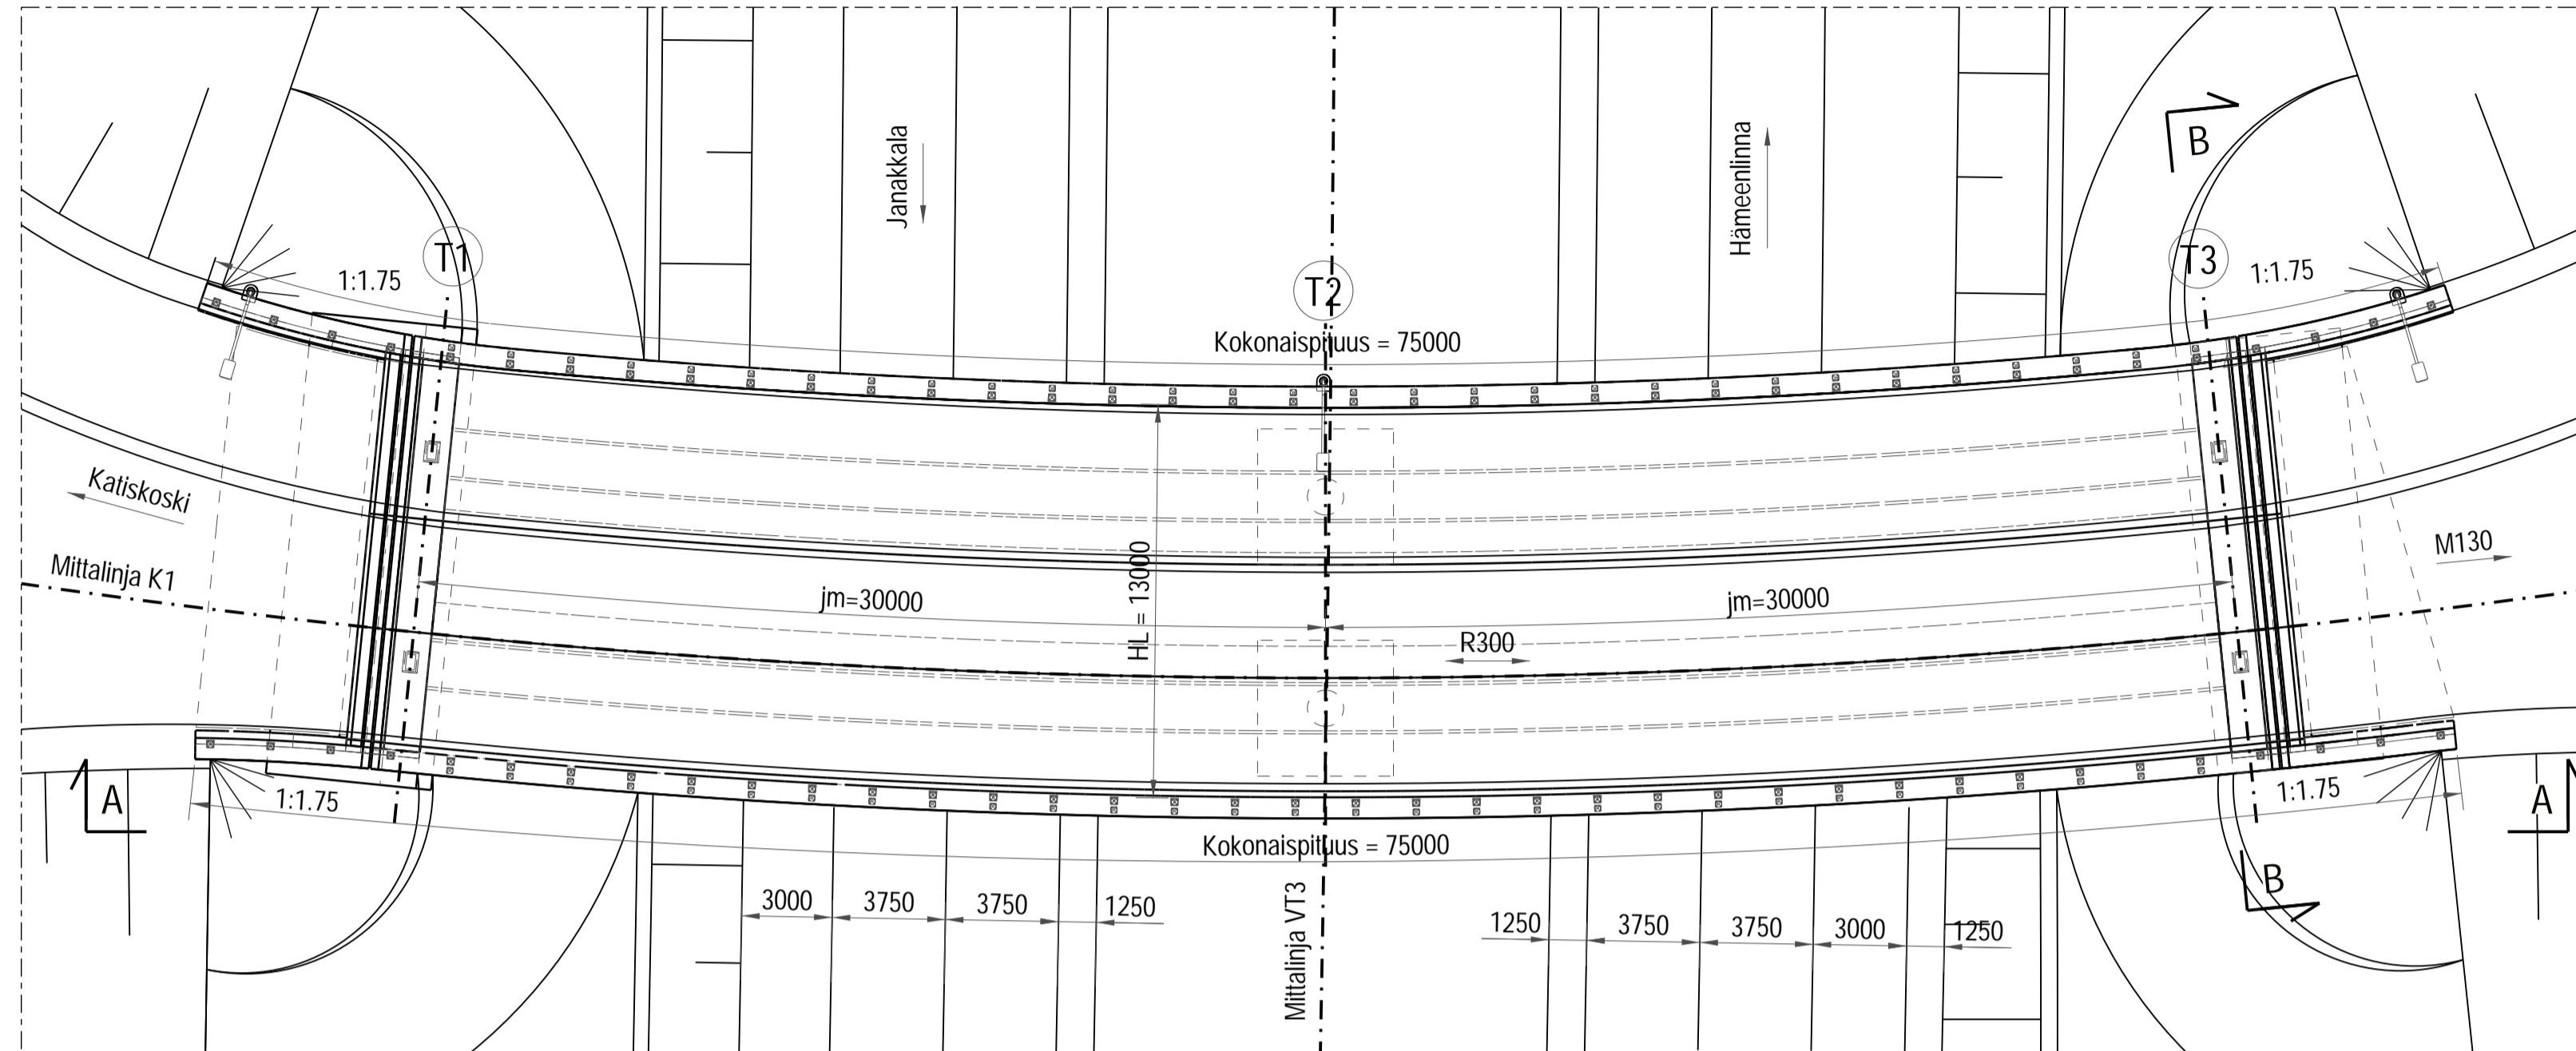 Janakkala
Hämeenlinna
B
T1
T2
T3
1:1.75
1:1.75
Kokonaispituus = 75000
Katiskoski
Mittalinja K1
M130
HL = 13000
jm=30000
jm=30000
R300
A
1:1.75
1:1.75
A
Kokonaispituus = 75000
B
Mittalinja VT3
3000
3750
3750
1250
1250
3750
3750
3000
1250